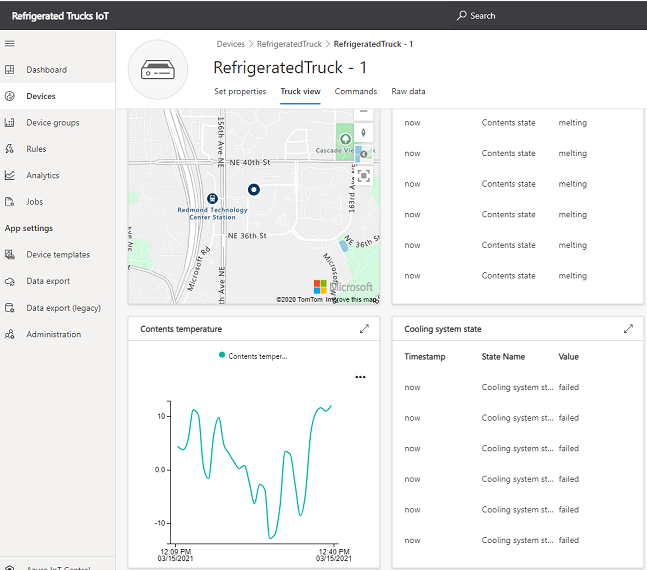 Refrigerated Trucks IoT
Search
Dashboard
Devices
Device groups
Rules
Analytics
Jobs
App settings
Device templates
Data export
Data export (legacy)
Administration
Azure IoT Central
Devices > RefrigeratedTruck > RefrigeratedTruck - 1
RefrigeratedTruck - 1
Set properties Truck view Commands Raw data
156th Ave NE
NE 40th St
Redmond Technology
Center Station
NE 36th St
Microsoft Rd
163rd Ave NE
NE 36th St
Microsoft
©2020 TomTom Improve this map
now Contents state melting
now Contents state melting
now Contents state melting
now Contents state melting
now Contents state melting
now Contents state melting
Contents temperature
Contents temper...
...
10
0.0
-10
12:09 PM
03/15/2021
12:40 PM
03/15/2021
Cooling system state
Timestamp State Name Value
now Cooling system st... failed
now Cooling system st... failed
now Cooling system st... failed
now Cooling system st... failed
now Cooling system st... failed
now Cooling system st... failed